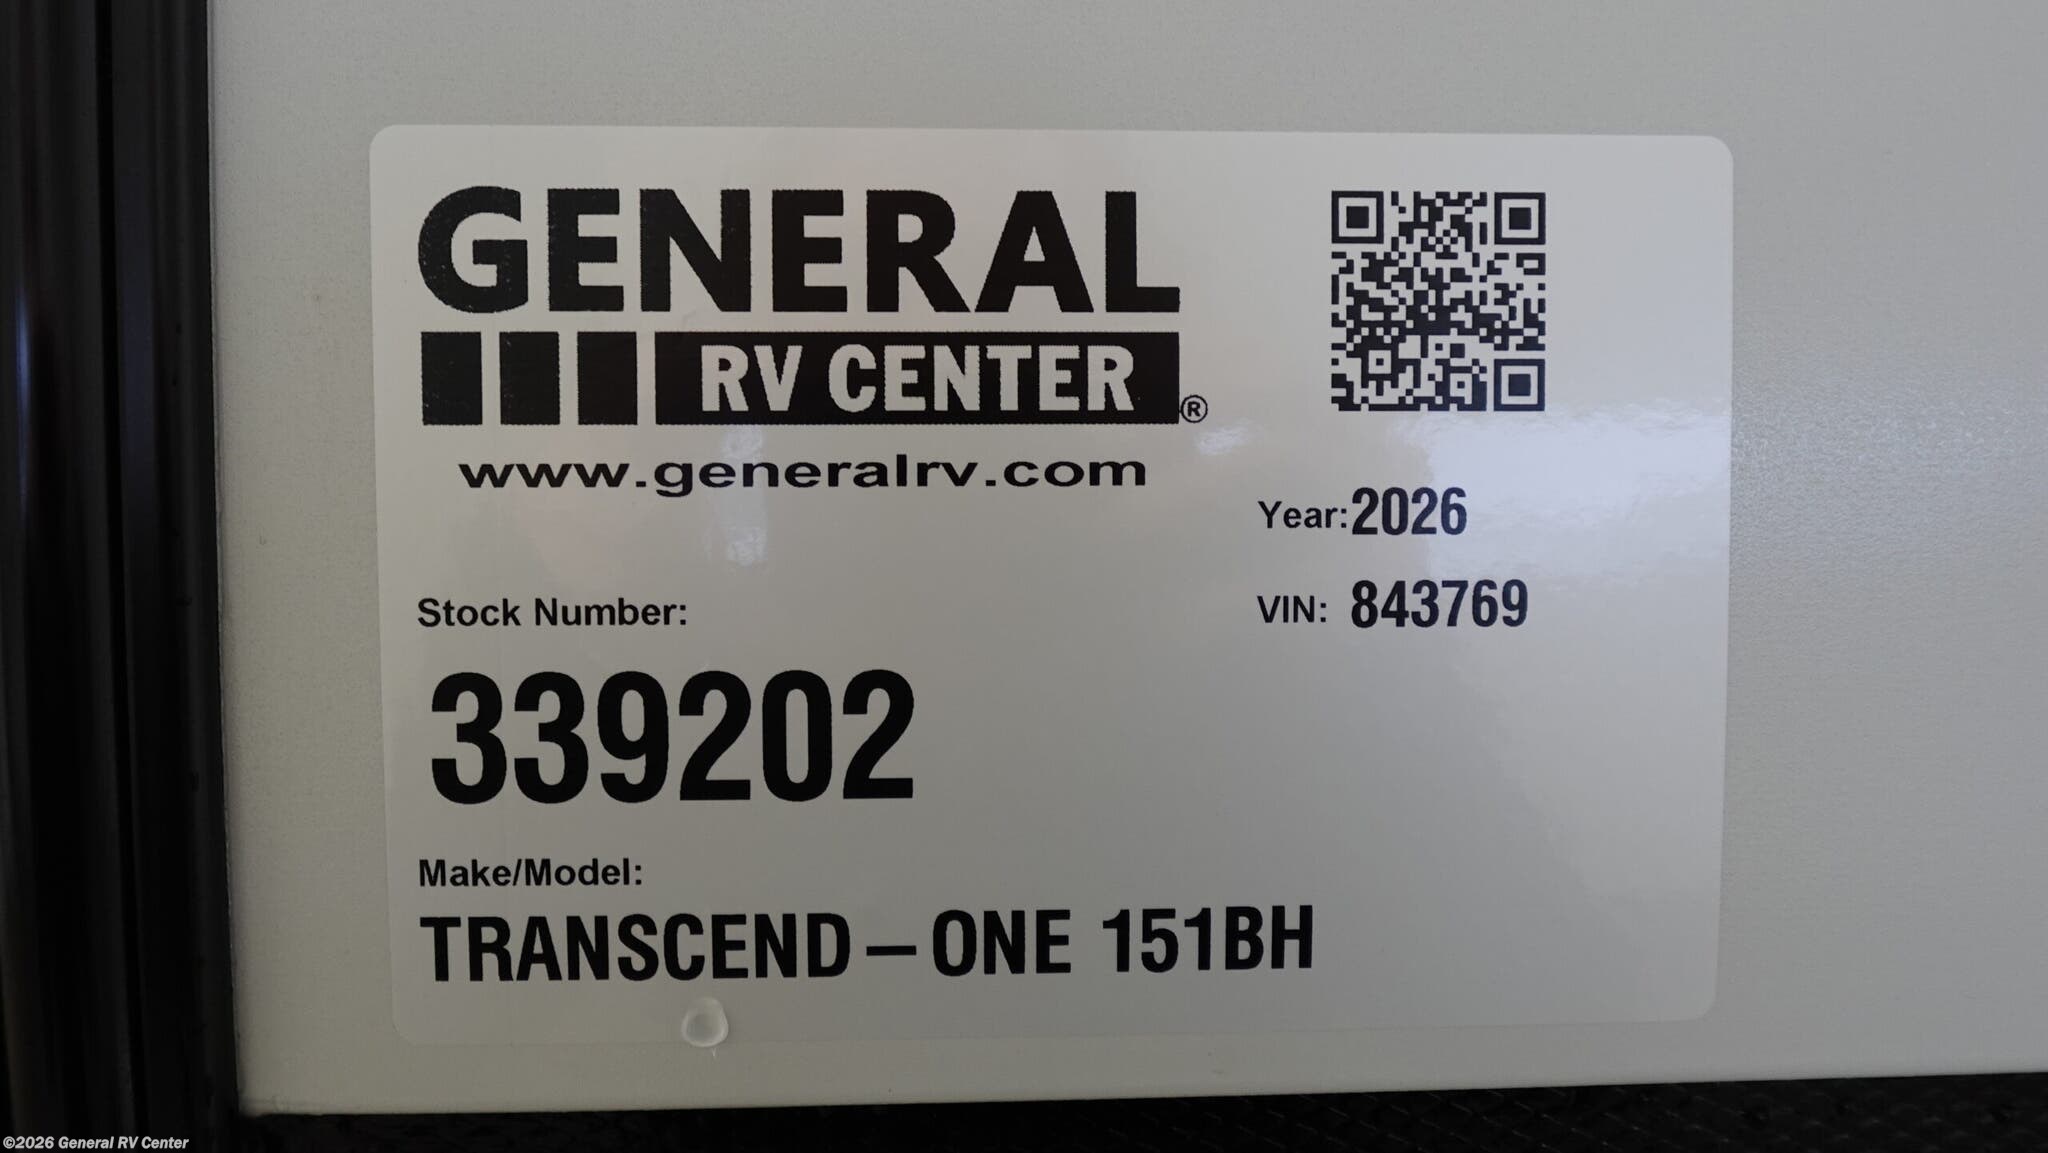 GENERAL
RV CENTER®
www.generalrv.com
Year: 2026
VIN: 843769
Stock Number:
339202
Make/Model:
TRANSCEND-ONE 151BH
©2026 General RV Center